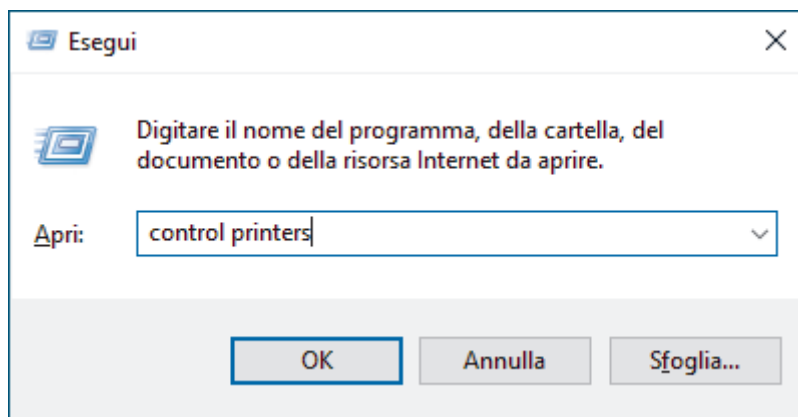 Esegui
Digitare il nome del programma, della cartella, del
documento o della risorsa Internet da aprire.
Apri: control printers
OK Annulla Sfoglia...